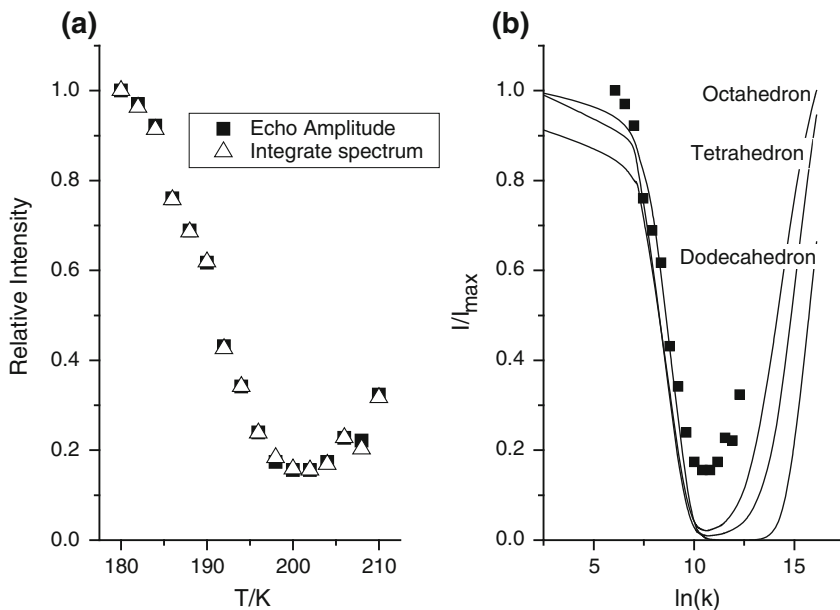 (a)
1.0
0.8
0.6
0.4
0.2
0.0
Relative Intensity
Echo Amplitude
Integrate spectrum
180
190
200
210
T/K
(b)
1.0
0.8
0.6
0.4
0.2
0.0
I/Imax
Octahedron
Tetrahedron
Dodecahedron
5
10
15
ln(k)